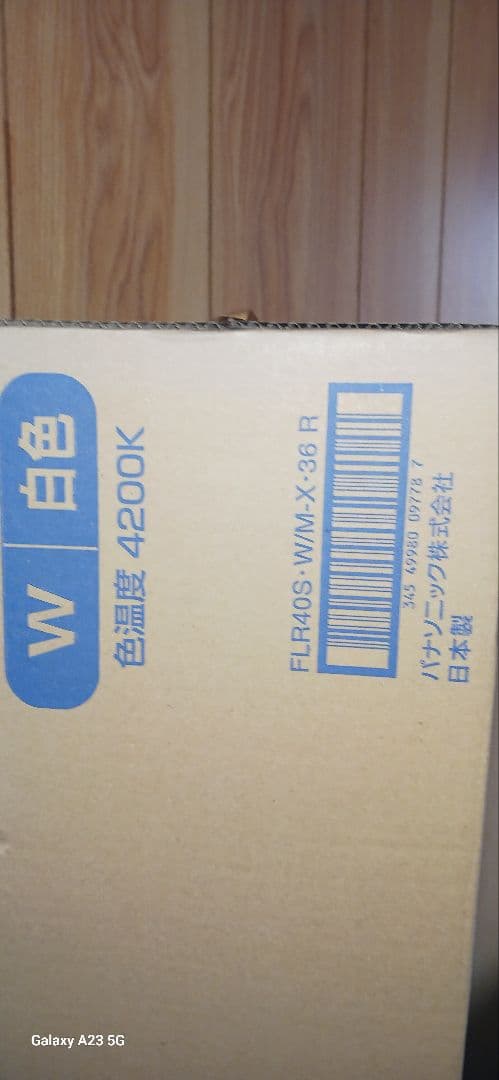 W 白色
色温度 4200K
FLR40S・W/M-X・36 R
345 49980 09778 7
パナソニック株式会社
日本製
Galaxy A23 5G